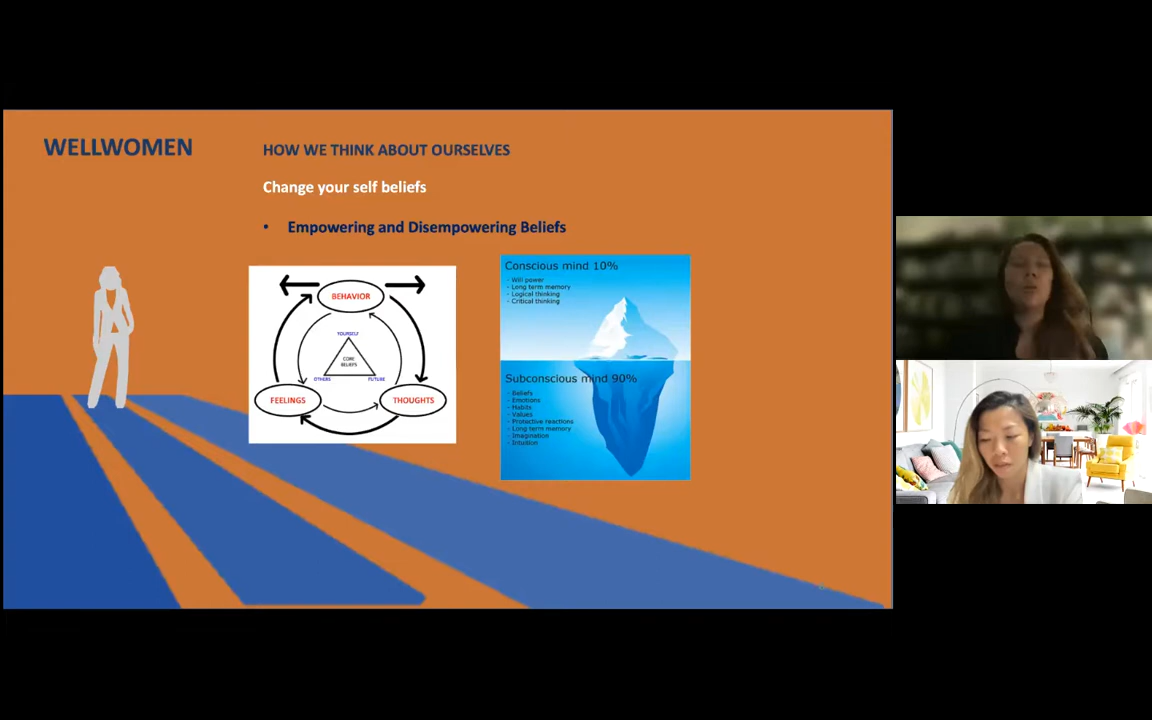 WELLWOMEN
HOW WE THINK ABOUT OURSELVES
Change your self beliefs
• Empowering and Disempowering Beliefs
BEHAVIOR
YOURSELF
CORE
BELIEFS
OTHERS
FUTURE
FEELINGS
THOUGHTS
Conscious mind 10%
- Will power
- Long term memory
- Logical thinking
- Critical thinking
Subconscious mind 90%
- Beliefs
- Emotions
- Habits
- Values
- Protective reactions
- Long term memory
- Imagination
- Intuition